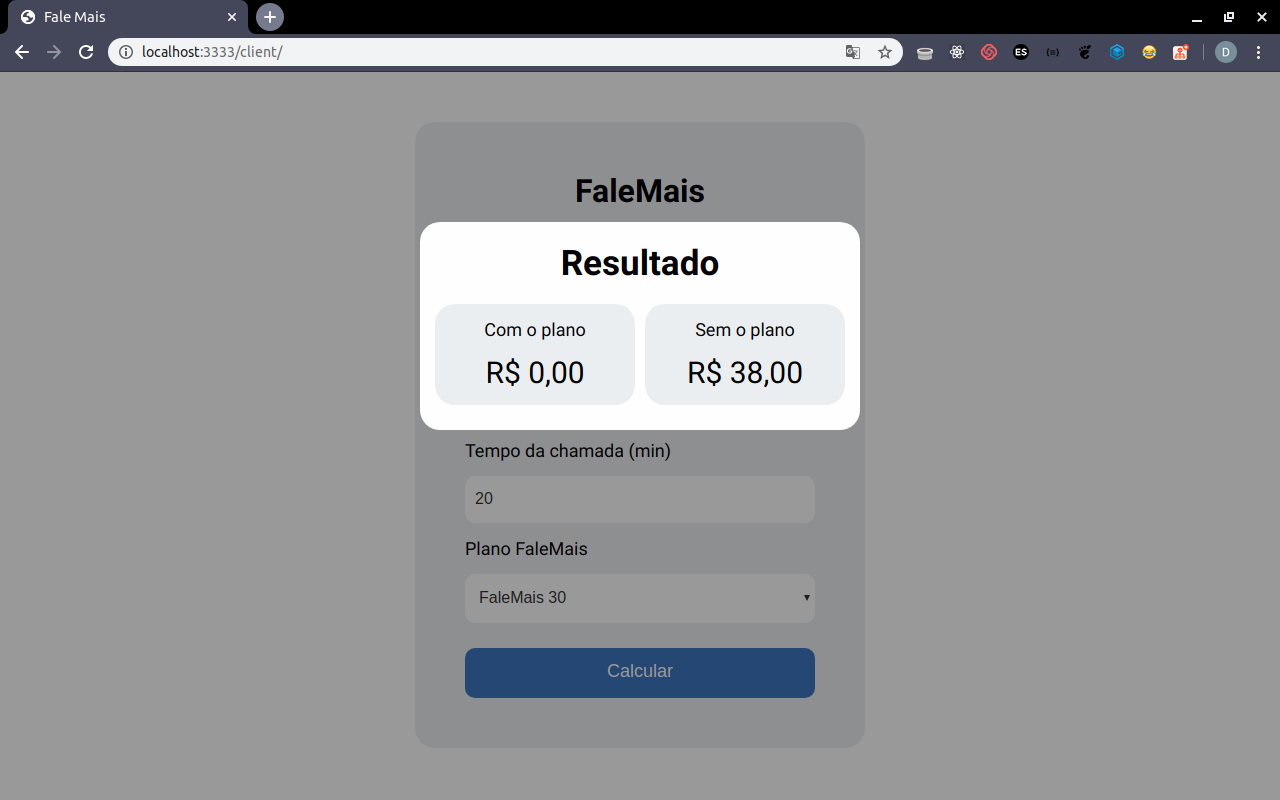 Fale Mais
localhost:3333/client/
ES
D
FaleMais
Resultado
Com o plano
Sem o plano
R$ 0,00
R$ 38,00
Tempo da chamada (min)
20
Plano FaleMais
FaleMais 30
Calcular